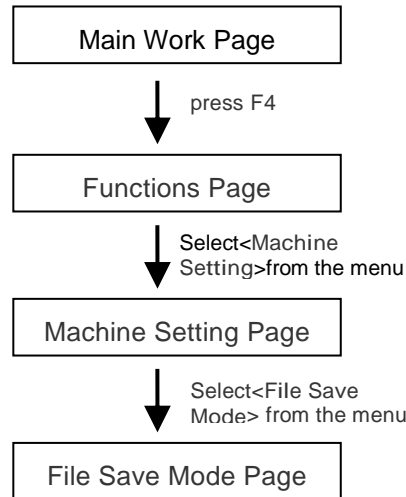 Main Work Page
press F4
Functions Page
Select<Machine
Setting>from the menu
Machine Setting Page
Select<File Save
Mode> from the menu
File Save Mode Page